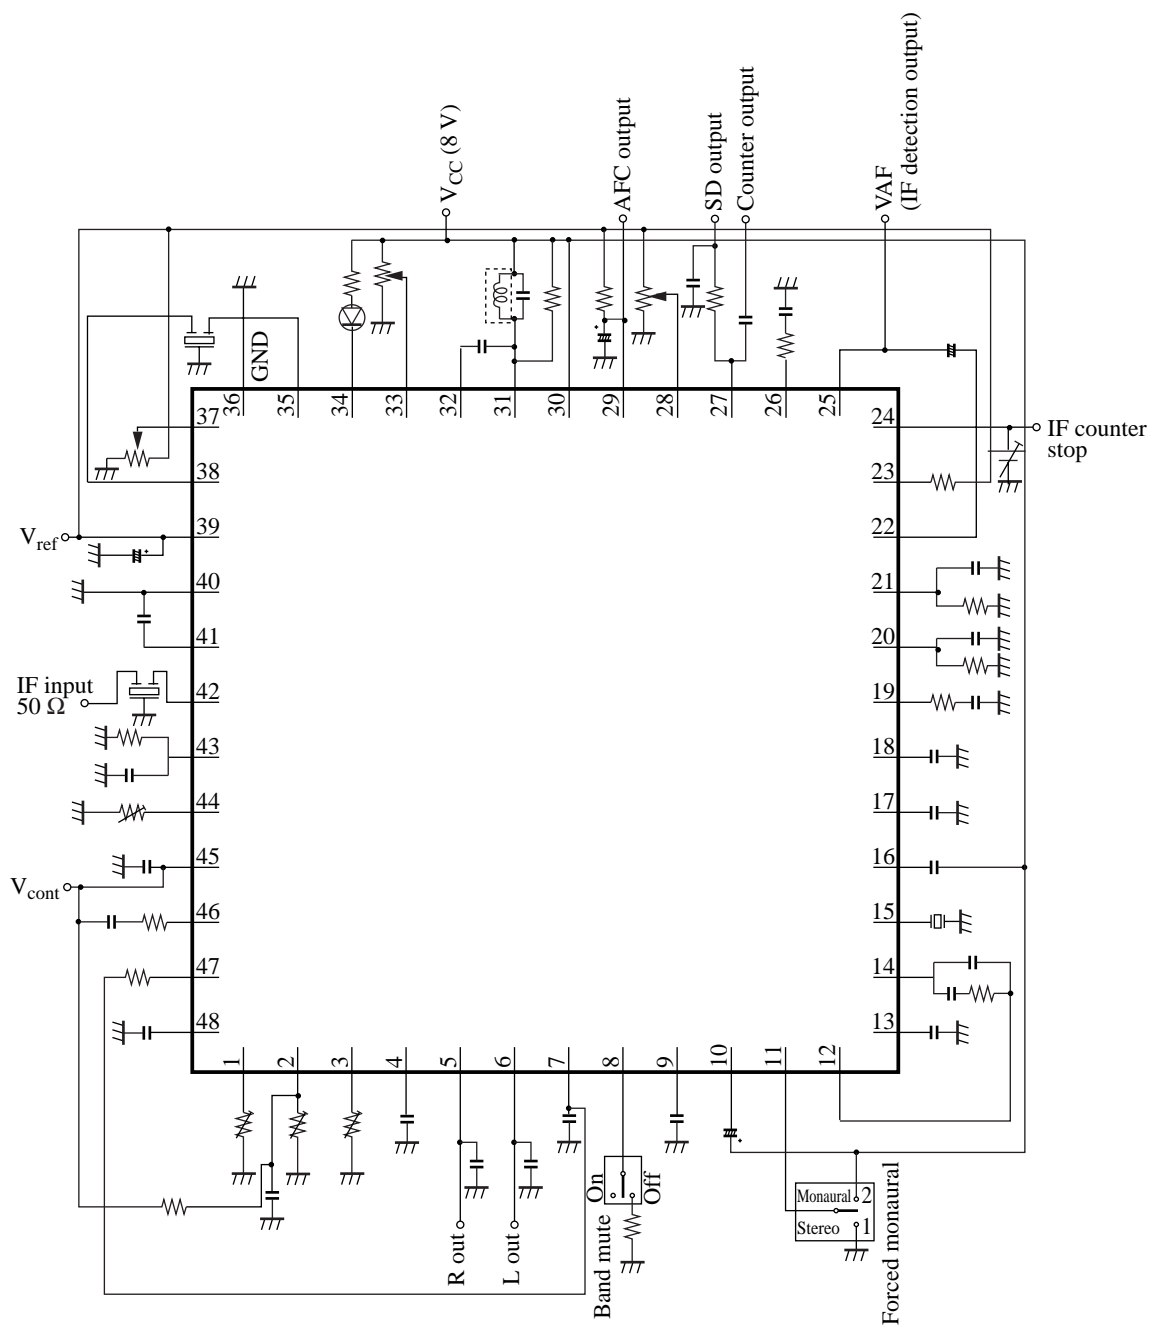 V_CC (8 V)
AFC output
SD output
Counter output
VAF
(IF detection output)
GND
36
35
34
33
32
31
30
29
28
27
26
25
37
38
39
40
41
42
43
44
45
46
47
48
V_ref
IF input
50 Ω
V_cont
24
23
22
21
20
19
18
17
16
15
14
13
IF counter
stop
1
2
3
4
5
6
7
8
9
10
11
12
R out
L out
On
Off
Band mute
Monaural 2
Stereo 1
Forced monaural